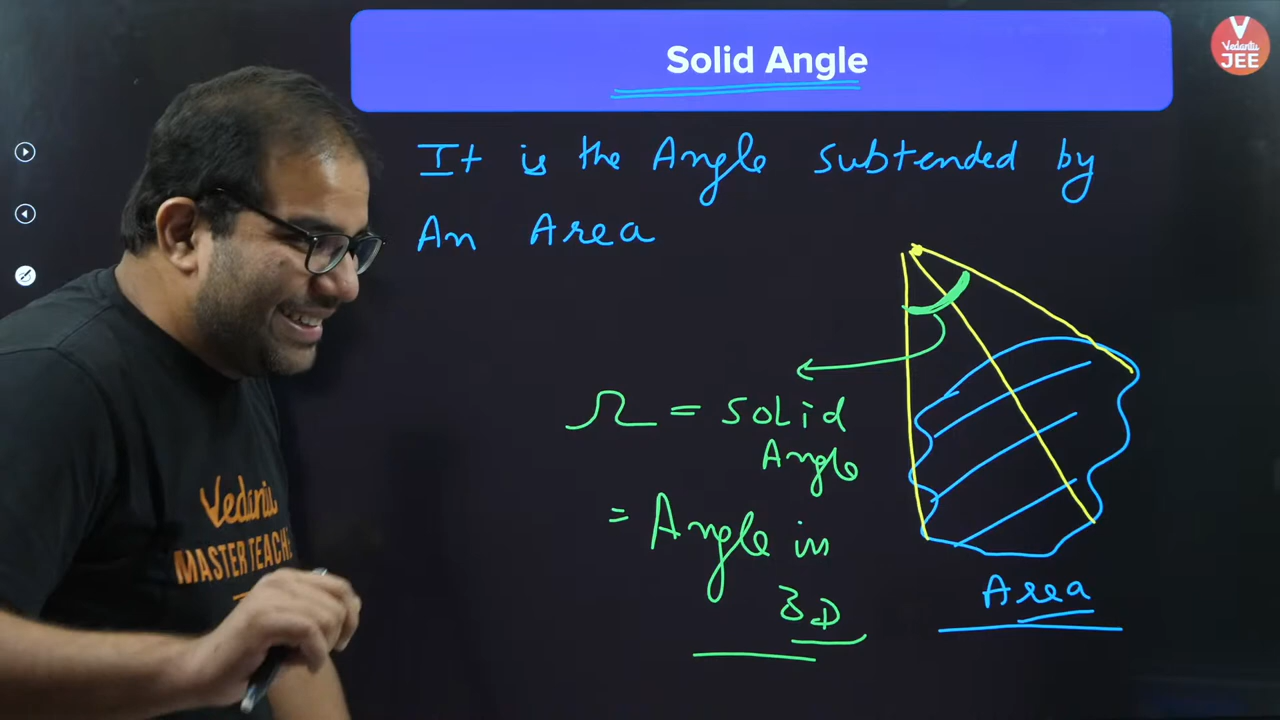 Solid Angle
V
Vedantu
JEE
It is the Angle subtended by
An Area
Ω = Solid
Angle
= Angle in
3D
Area
Vedantu
MASTER TEACHE